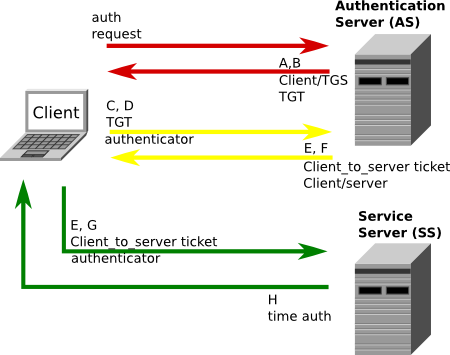 auth
request
Authentication
Server (AS)
A,B
Client/TGS
TGT
Client
C, D
TGT
authenticator
E, F
Client_to_server ticket
Client/server
E, G
Client_to_server ticket
authenticator
Service
Server (SS)
H
time auth